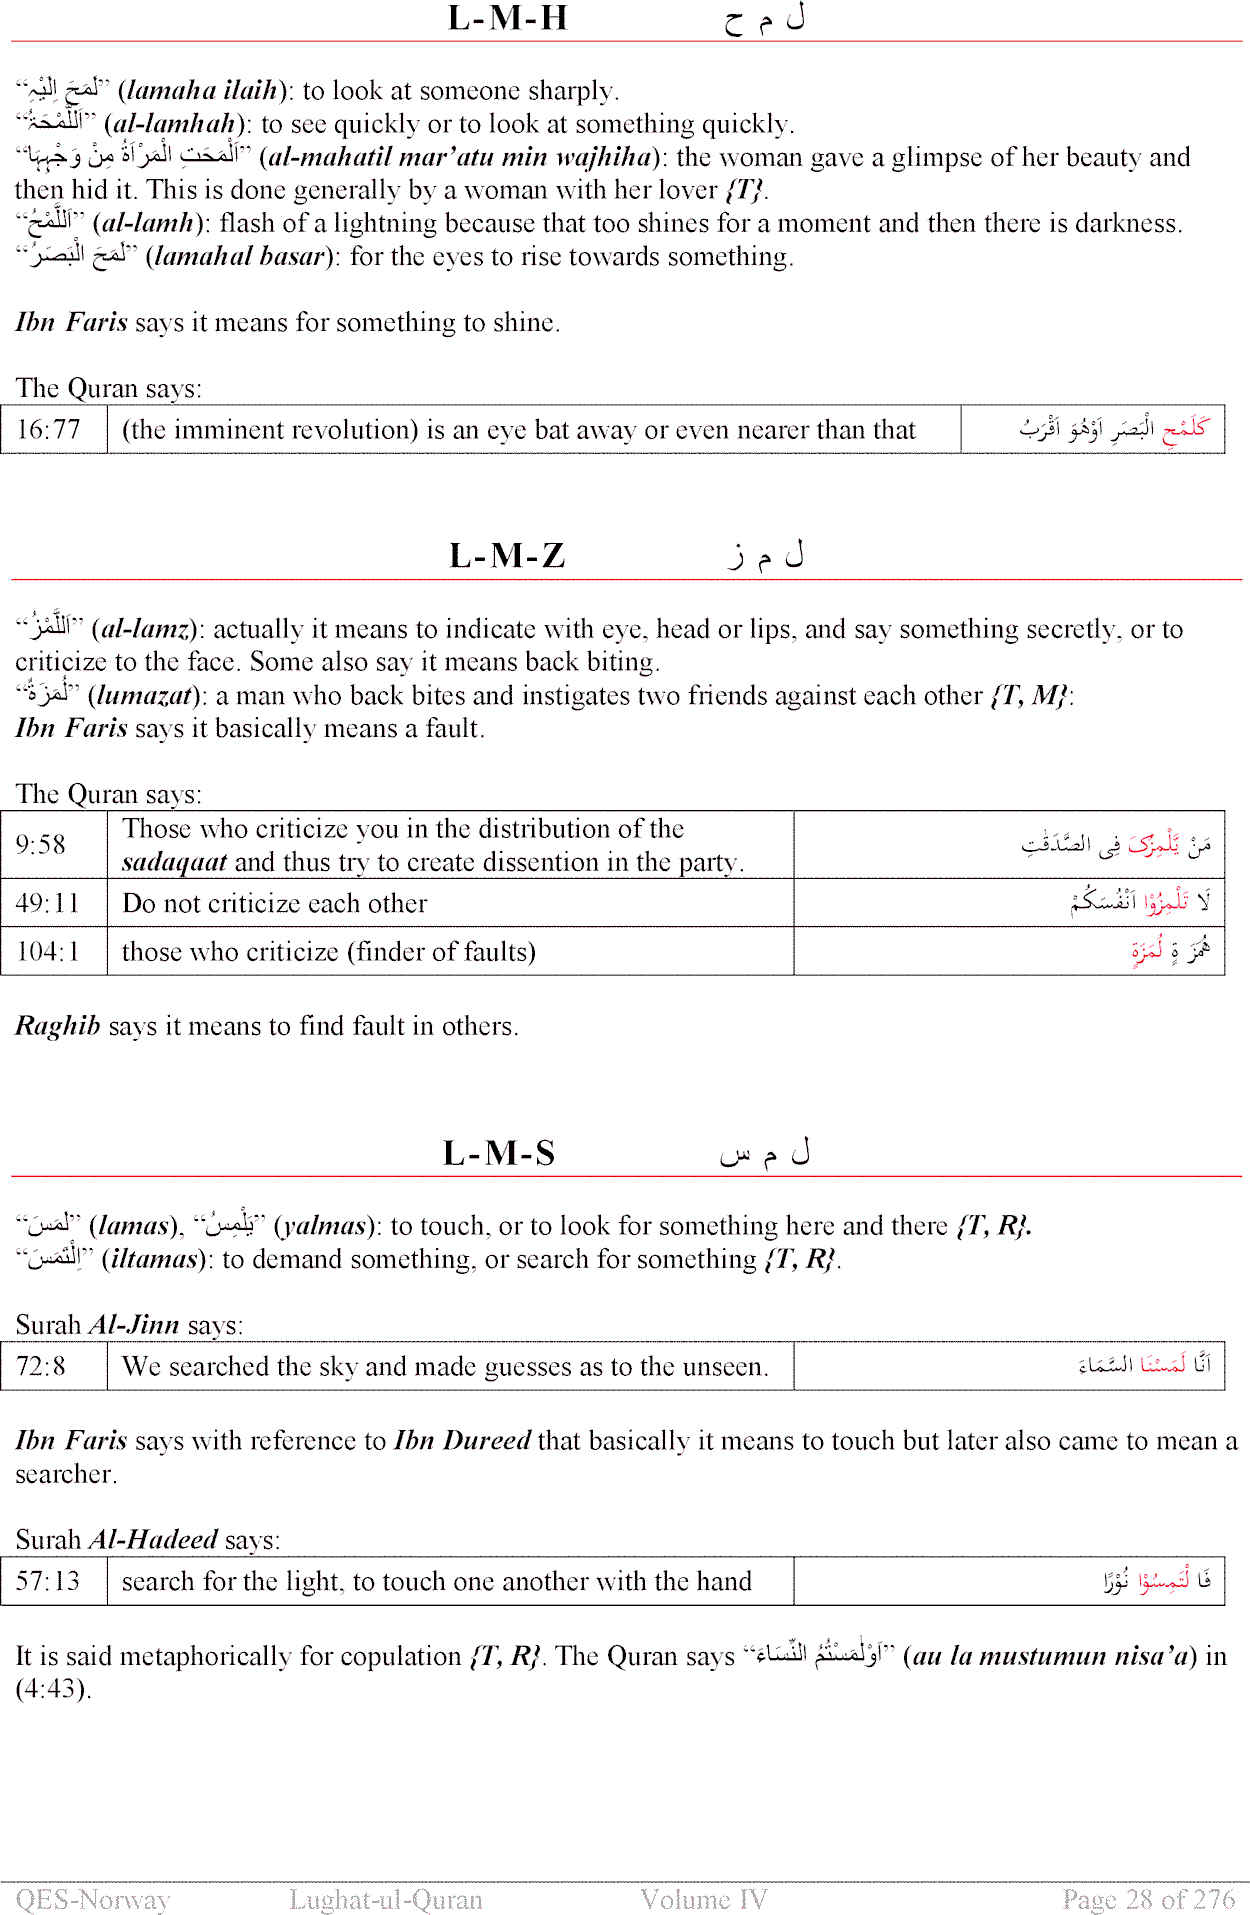 L-M-H ل م ح
“لَمَحَ اِلَیْہِ” (lamaha ilaih): to look at someone sharply.
“اَللَّمْحَۃُ” (al-lamhah): to see quickly or to look at something quickly.
“اَلْمَحَتِ الْمَرْاَۃُ مِنْ وَجْہِہَا” (al-mahatil mar’atu min wajhiha): the woman gave a glimpse of her beauty and
then hid it. This is done generally by a woman with her lover {T}.
“اَللَّمْحُ” (al-lamh): flash of a lightning because that too shines for a moment and then there is darkness.
“لَمَحَ الْبَصَرُ” (lamahal basar): for the eyes to rise towards something.
Ibn Faris says it means for something to shine.
The Quran says:
16:77 (the imminent revolution) is an eye bat away or even nearer than that کَلَمْحِ الْبَصَرِ اَوْھُوَ اَقْرَبُ
L-M-Z ل م ز
“اَللَّمْزُ” (al-lamz): actually it means to indicate with eye, head or lips, and say something secretly, or to
criticize to the face. Some also say it means back biting.
“لُمَزَۃٌ” (lumazat): a man who back bites and instigates two friends against each other {T, M}:
Ibn Faris says it basically means a fault.
The Quran says:
9:58 Those who criticize you in the distribution of the مَنْ یَّلْمِزُکَ فِی الصَّدَقٰتِ
sadaqaat and thus try to create dissention in the party.
49:11 Do not criticize each other لَا تَلْمِزُوْا اَنْفُسَکُمْ
104:1 those who criticize (finder of faults) ھُمَزَ ۃٍ لُمَزَۃٍ
Raghib says it means to find fault in others.
L-M-S ل م س
“لَمَسَ” (lamas), “یَلْمِسُ” (yalmas): to touch, or to look for something here and there {T, R}.
“اِلْتَمَسَ” (iltamas): to demand something, or search for something {T, R}.
Surah Al-Jinn says:
72:8 We searched the sky and made guesses as to the unseen. اَنَّا لَمَسْنَا السَّمَاءَ
Ibn Faris says with reference to Ibn Dureed that basically it means to touch but later also came to mean a
searcher.
Surah Al-Hadeed says:
57:13 search for the light, to touch one another with the hand فَا لْتَمِسُوْا نُوْرًا
It is said metaphorically for copulation {T, R}. The Quran says “اَوْلٰمَسْتُمُ النِّسَاءَ” (au la mustumun nisa’a) in
(4:43).
QES-Norway Lughat-ul-Quran Volume IV Page 28 of 276